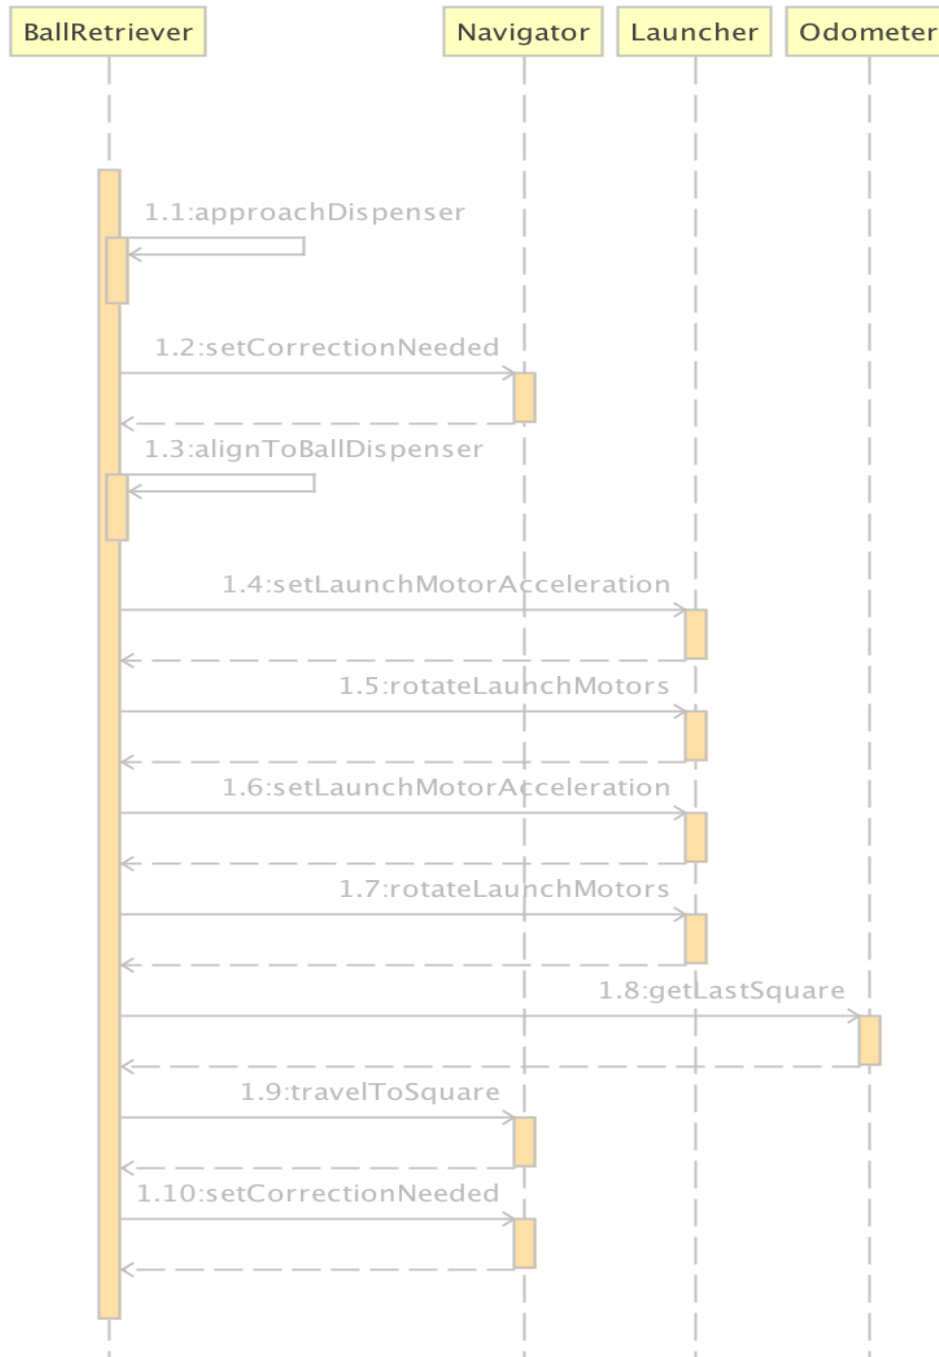 BallRetriever
Navigator
Launcher
Odometer
1.1:approachDispenser
1.2:setCorrectionNeeded
1.3:alignToBallDispenser
1.4:setLaunchMotorAcceleration
1.5:rotateLaunchMotors
1.6:setLaunchMotorAcceleration
1.7:rotateLaunchMotors
1.8:getLastSquare
1.9:travelToSquare
1.10:setCorrectionNeeded